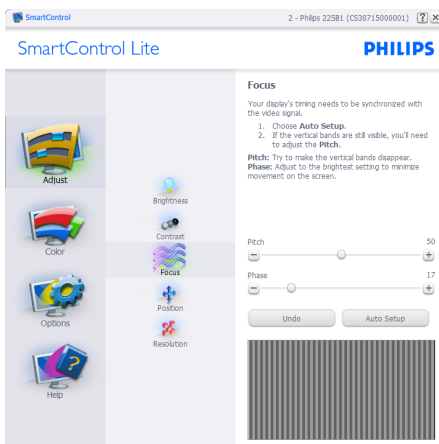 SmartControl
2 - Philips 225B1 (CS30715000001)
SmartControl Lite
PHILIPS
Adjust
Color
Options
Help
Brightness
Contrast
Focus
Position
Resolution
Focus
Your display's timing needs to be synchronized with
the video signal.
1. Choose Auto Setup.
2. If the vertical bands are still visible, you'll need
to adjust the Pitch.
Pitch: Try to make the vertical bands disappear.
Phase: Adjust to the brightest setting to minimize
movement on the screen.
Pitch 50
Phase 17
Undo
Auto Setup